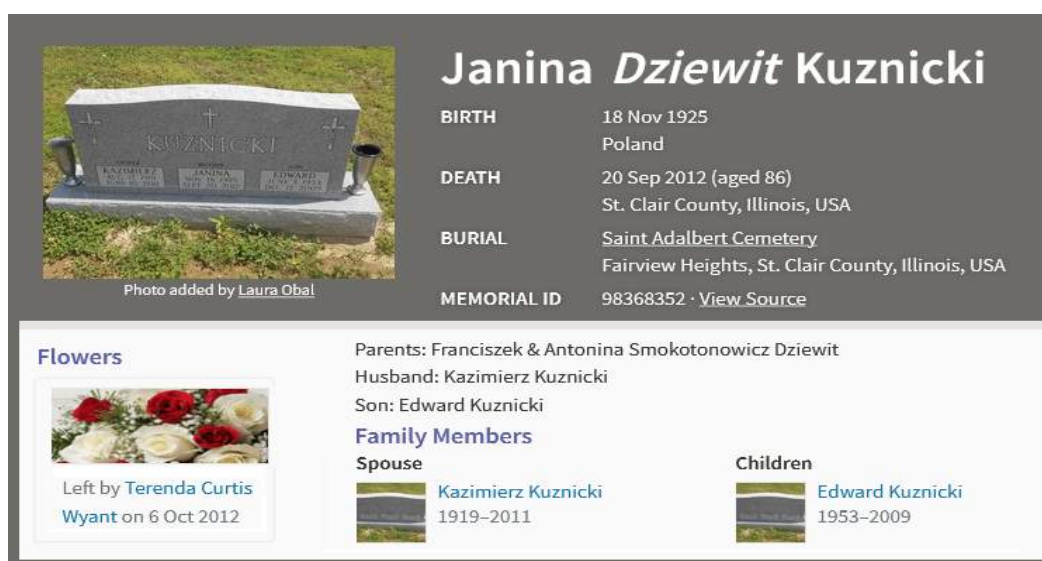 KUZNICKI
KAZIMIERZ
JANINA
EDWARD
Photo added by Laura Obal
Janina Dziewit Kuznicki
BIRTH 18 Nov 1925
Poland
DEATH 20 Sep 2012 (aged 86)
St. Clair County, Illinois, USA
BURIAL Saint Adalbert Cemetery
Fairview Heights, St. Clair County, Illinois, USA
MEMORIAL ID 98368352 · View Source
Flowers
Left by Terenda Curtis
Wyant on 6 Oct 2012
Parents: Franciszek & Antonina Smokotonowicz Dziewit
Husband: Kazimierz Kuznicki
Son: Edward Kuznicki
Family Members
Spouse
Kazimierz Kuznicki
1919–2011
Children
Edward Kuznicki
1953–2009